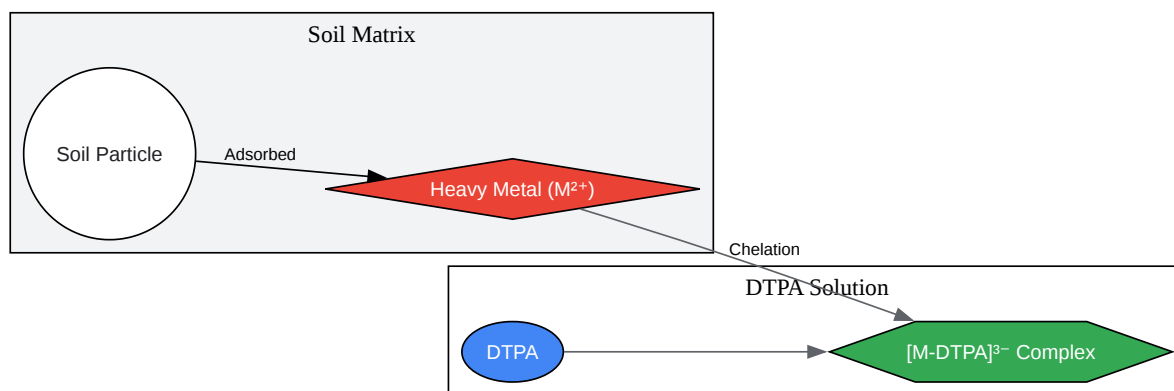 Soil Matrix
Soil Particle
Adsorbed
Heavy Metal (M²⁺)
Chelation
DTPA Solution
DTPA
[M-DTPA]³⁻ Complex